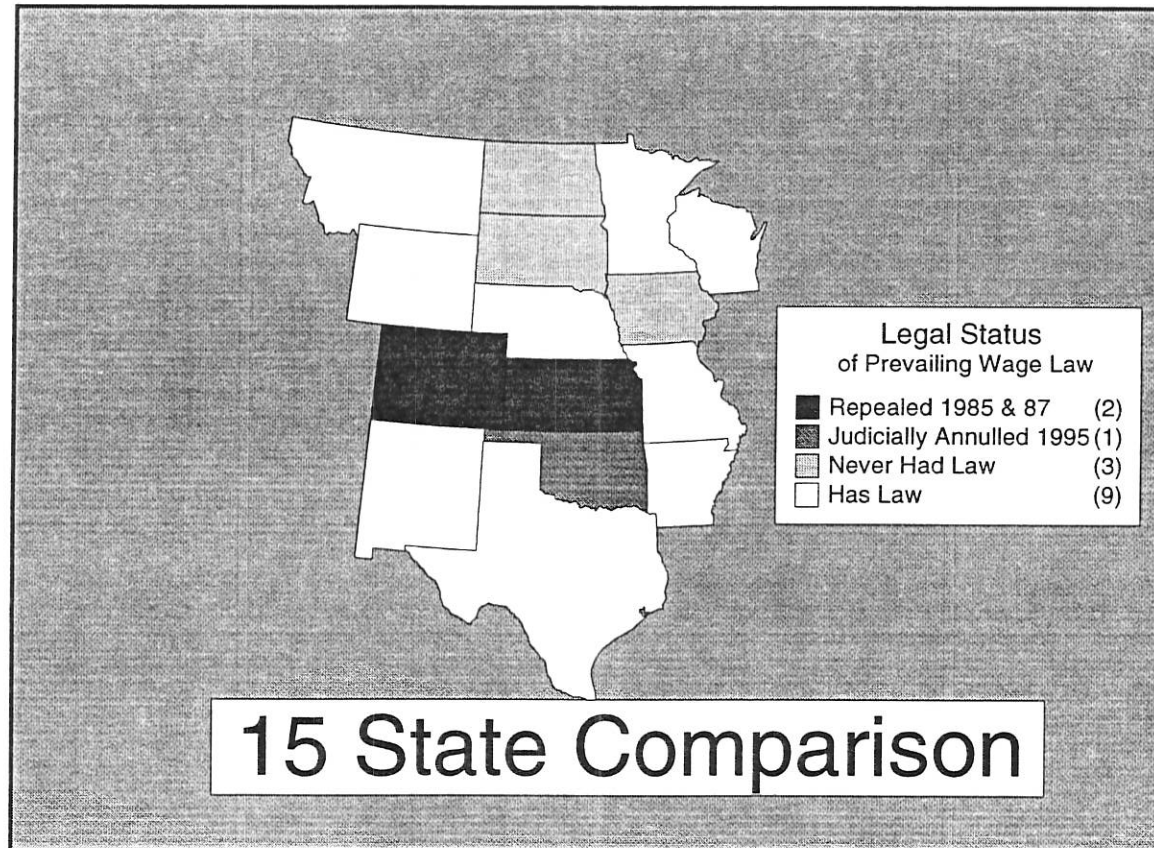 Legal Status
of Prevailing Wage Law
Repealed 1985 & 87 (2)
Judicially Annulled 1995 (1)
Never Had Law (3)
Has Law (9)
15 State Comparison